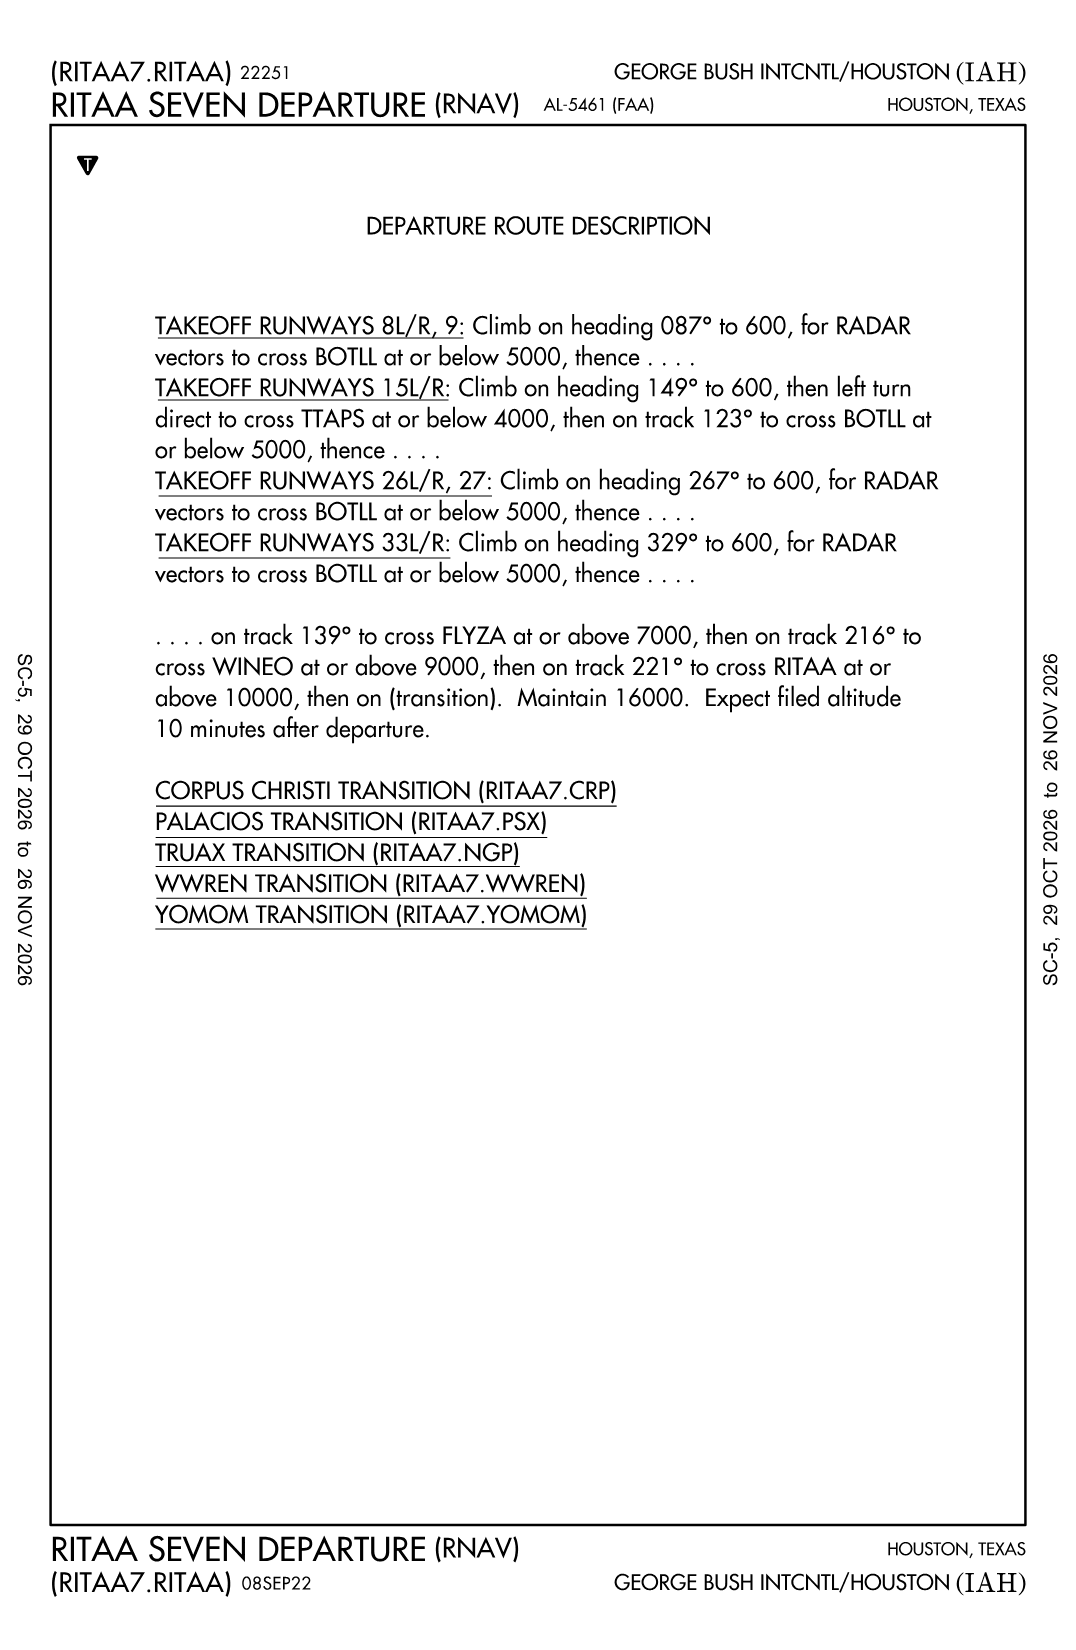 (RITAA7.RITAA) 22251
GEORGE BUSH INTCNTL/HOUSTON (IAH)
RITAA SEVEN DEPARTURE (RNAV)
AL-5461 (FAA)
HOUSTON, TEXAS
T
DEPARTURE ROUTE DESCRIPTION
TAKEOFF RUNWAYS 8L/R, 9: Climb on heading 087° to 600, for RADAR
vectors to cross BOTLL at or below 5000, thence . . . .
TAKEOFF RUNWAYS 15L/R: Climb on heading 149° to 600, then left turn
direct to cross TTAPS at or below 4000, then on track 123° to cross BOTLL at
or below 5000, thence . . . .
TAKEOFF RUNWAYS 26L/R, 27: Climb on heading 267° to 600, for RADAR
vectors to cross BOTLL at or below 5000, thence . . . .
TAKEOFF RUNWAYS 33L/R: Climb on heading 329° to 600, for RADAR
vectors to cross BOTLL at or below 5000, thence . . . .
. . . . on track 139° to cross FLYZA at or above 7000, then on track 216° to
cross WINEO at or above 9000, then on track 221° to cross RITAA at or
above 10000, then on (transition). Maintain 16000. Expect filed altitude
10 minutes after departure.
CORPUS CHRISTI TRANSITION (RITAA7.CRP)
PALACIOS TRANSITION (RITAA7.PSX)
TRUAX TRANSITION (RITAA7.NGP)
WWREN TRANSITION (RITAA7.WWREN)
YOMOM TRANSITION (RITAA7.YOMOM)
SC-5, 29 OCT 2026 to 26 NOV 2026
SC-5, 29 OCT 2026 to 26 NOV 2026
RITAA SEVEN DEPARTURE (RNAV)
HOUSTON, TEXAS
(RITAA7.RITAA) 08SEP22
GEORGE BUSH INTCNTL/HOUSTON (IAH)